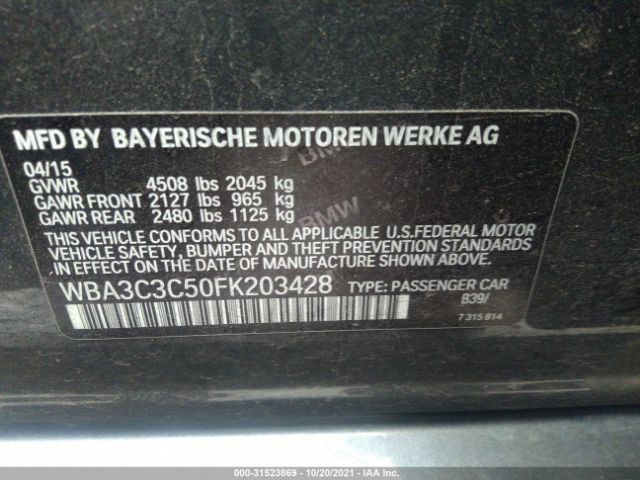 MFD BY BAYERISCHE MOTOREN WERKE AG
04/15
GVWR 4508 lbs 2045 kg
GAWR FRONT 2127 lbs 965 kg
GAWR REAR 2480 lbs 1125 kg
THIS VEHICLE CONFORMS TO ALL APPLICABLE U.S.FEDERAL MOTOR
VEHICLE SAFETY, BUMPER AND THEFT PREVENTION STANDARDS
IN EFFECT ON THE DATE OF MANUFACTURE SHOWN ABOVE.
WBA3C3C50FK203428 TYPE: PASSENGER CAR
B39/
7 315 814
BMW
BMW
000-31523869 | 10/20/2021 | IAA Inc.